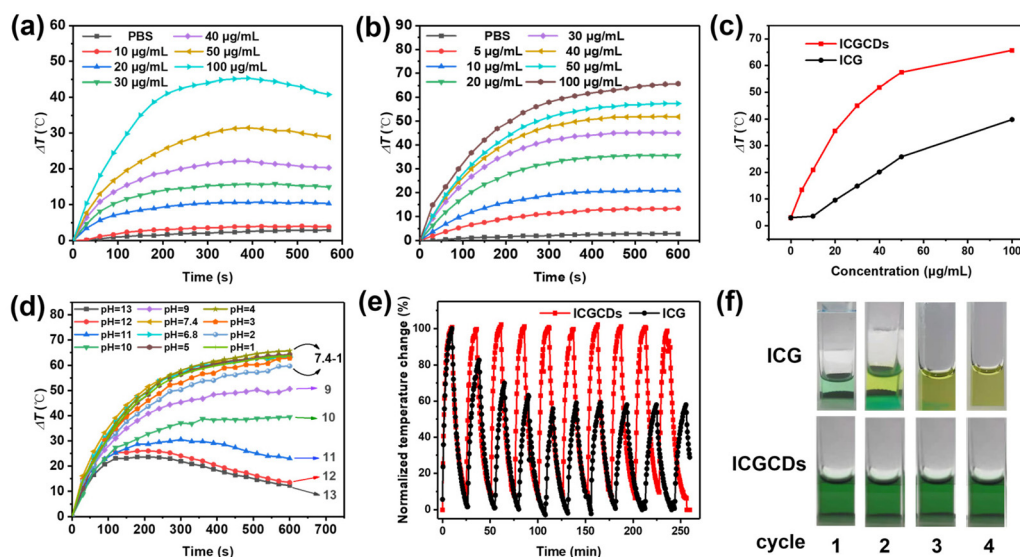 (a)
PBS
10 μg/mL
20 μg/mL
30 μg/mL
40 μg/mL
50 μg/mL
100 μg/mL
ΔT (℃)
60
50
40
30
20
10
0
0 100 200 300 400 500 600
Time (s)
(b)
PBS
5 μg/mL
10 μg/mL
20 μg/mL
30 μg/mL
40 μg/mL
50 μg/mL
100 μg/mL
ΔT (℃)
90
80
70
60
50
40
30
20
10
0
0 100 200 300 400 500 600
Time (s)
(c)
ICGCDs
ICG
ΔT (℃)
70
60
50
40
30
20
10
0
0 20 40 60 80 100
Concentration (μg/mL)
(d)
pH=13
pH=12
pH=11
pH=10
pH=9
pH=7.4
pH=6.8
pH=5
pH=4
pH=3
pH=2
pH=1
7.4-1
9
10
11
12
13
ΔT (℃)
90
80
70
60
50
40
30
20
10
0
0 100 200 300 400 500 600 700
Time (s)
(e)
ICGCDs
ICG
Normalized temperature change (%)
140
120
100
80
60
40
20
0
0 50 100 150 200 250
Time (min)
(f)
ICG
ICGCDs
cycle 1 2 3 4